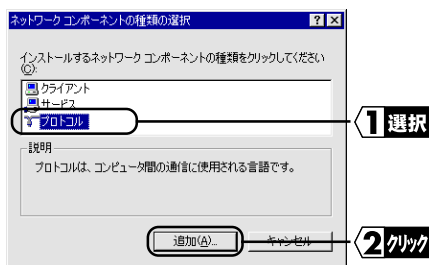 ネットワーク コンポーネントの種類の選択
インストールするネットワーク コンポーネントの種類をクリックしてください
(C):
クライアント
サービス
プロトコル
1 選択
説明
プロトコルは、コンピュータ間の通信に使用される言語です。
追加(A)... キャンセル
2 クリック